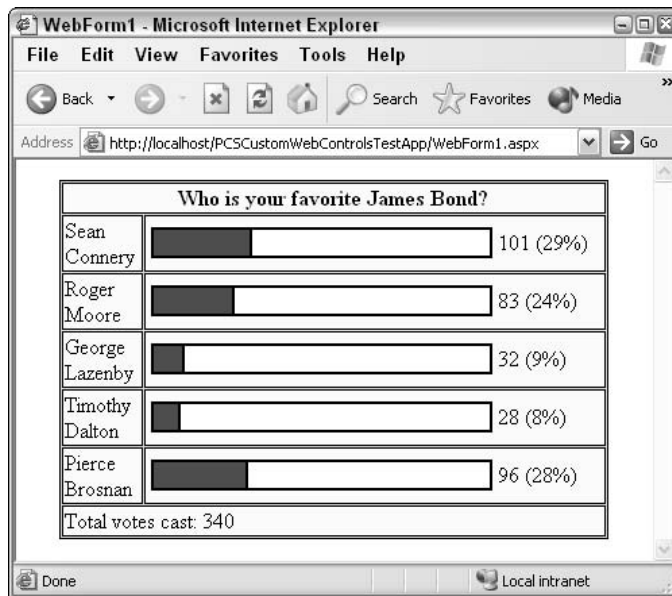 WebForm1 - Microsoft Internet Explorer
File Edit View Favorites Tools Help
Back Search Favorites Media »
Address http://localhost/PCSCustomWebControlsTestApp/WebForm1.aspx Go
Who is your favorite James Bond?
Sean
Connery
101 (29%)
Roger
Moore
83 (24%)
George
Lazenby
32 (9%)
Timothy
Dalton
28 (8%)
Pierce
Brosnan
96 (28%)
Total votes cast: 340
Done Local intranet